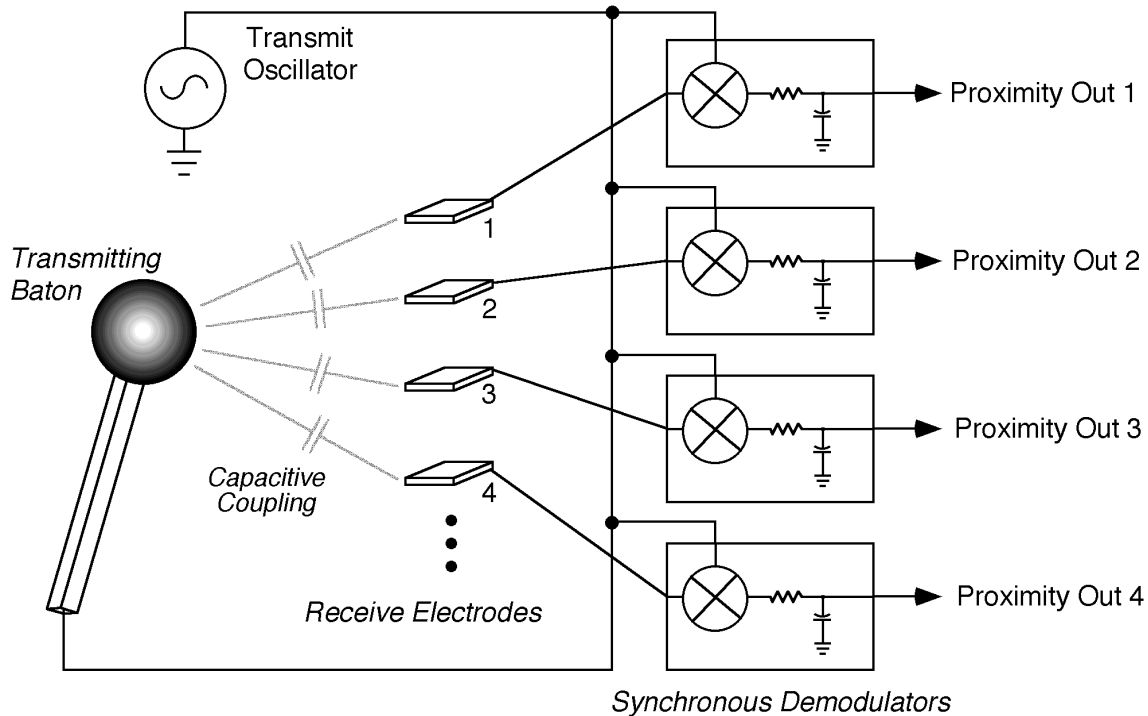 Transmit
Oscillator
Proximity Out 1
1
Transmitting
Baton
2
Proximity Out 2
3
Proximity Out 3
Capacitive
Coupling
4
Receive Electrodes
Proximity Out 4
Synchronous Demodulators